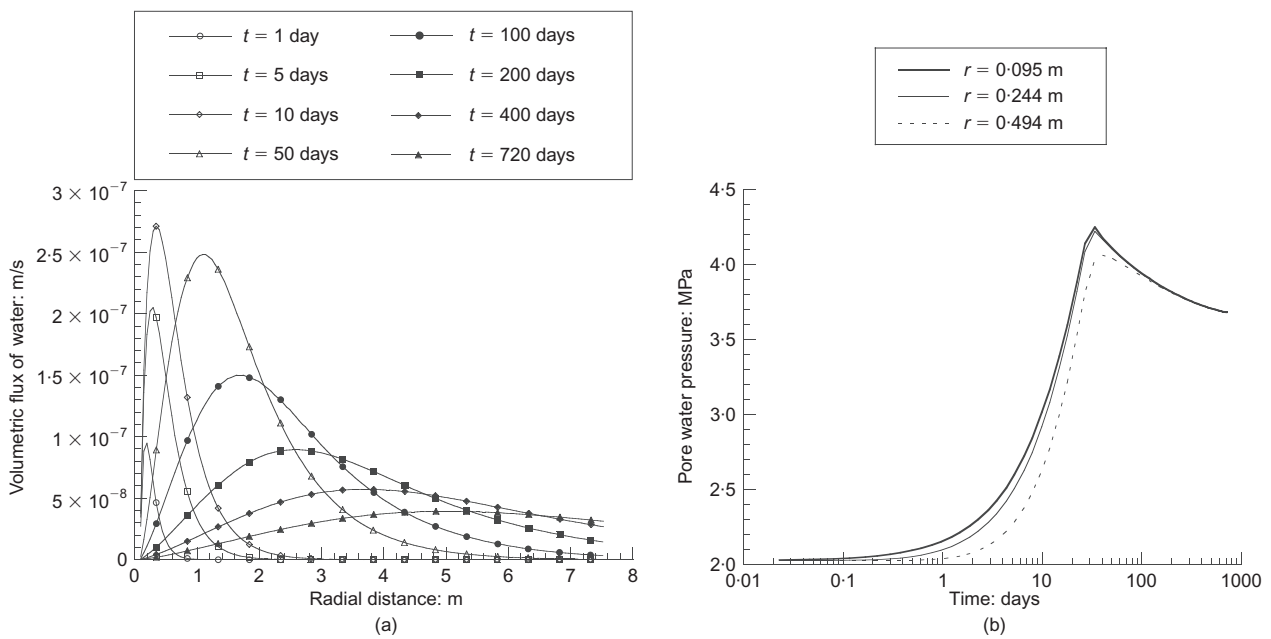 t = 1 day
t = 5 days
t = 10 days
t = 50 days
t = 100 days
t = 200 days
t = 400 days
t = 720 days
Volumetric flux of water: m/s
3 × 10⁻⁷
2·5 × 10⁻⁷
2 × 10⁻⁷
1·5 × 10⁻⁷
1 × 10⁻⁷
5 × 10⁻⁸
0
0 1 2 3 4 5 6 7 8
Radial distance: m
(a)
r = 0·095 m
r = 0·244 m
r = 0·494 m
Pore water pressure: MPa
4·5
4·0
3·5
3·0
2·5
2·0
0·01 0·1 1 10 100 1000
Time: days
(b)